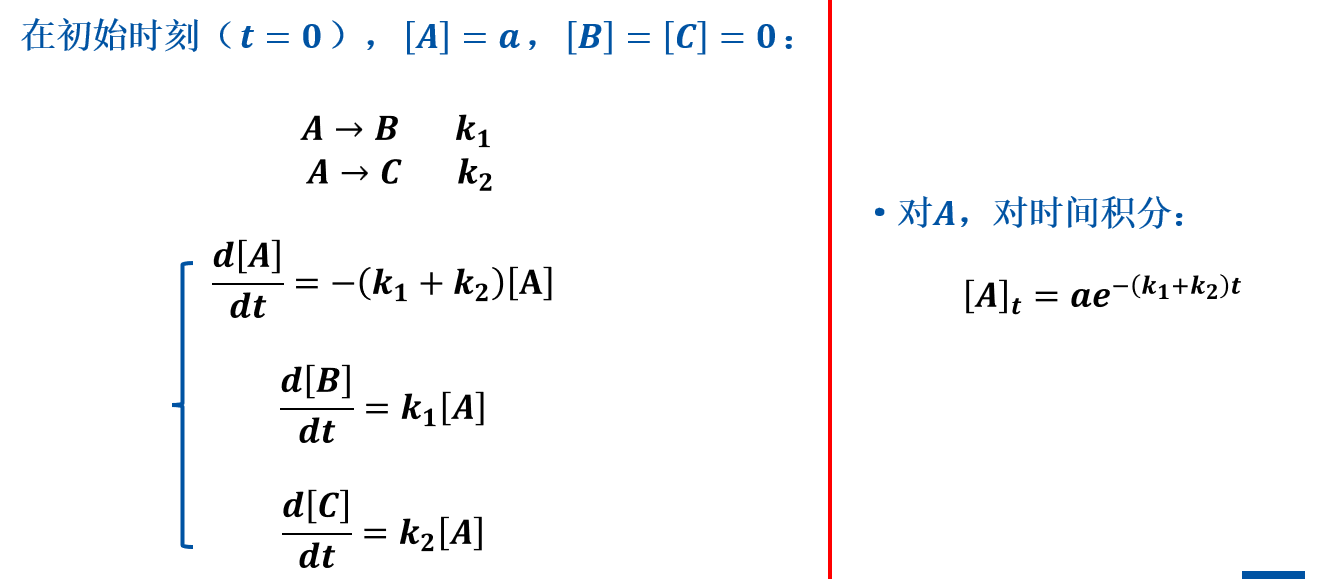 在初始时刻（t = 0），[A] = a，[B] = [C] = 0：
A → B k₁
A → C k₂
d[A]/dt = −(k₁ + k₂)[A]
d[B]/dt = k₁[A]
d[C]/dt = k₂[A]
• 对A，对时间积分：
[A]ₜ = ae^{−(k₁+k₂)t}